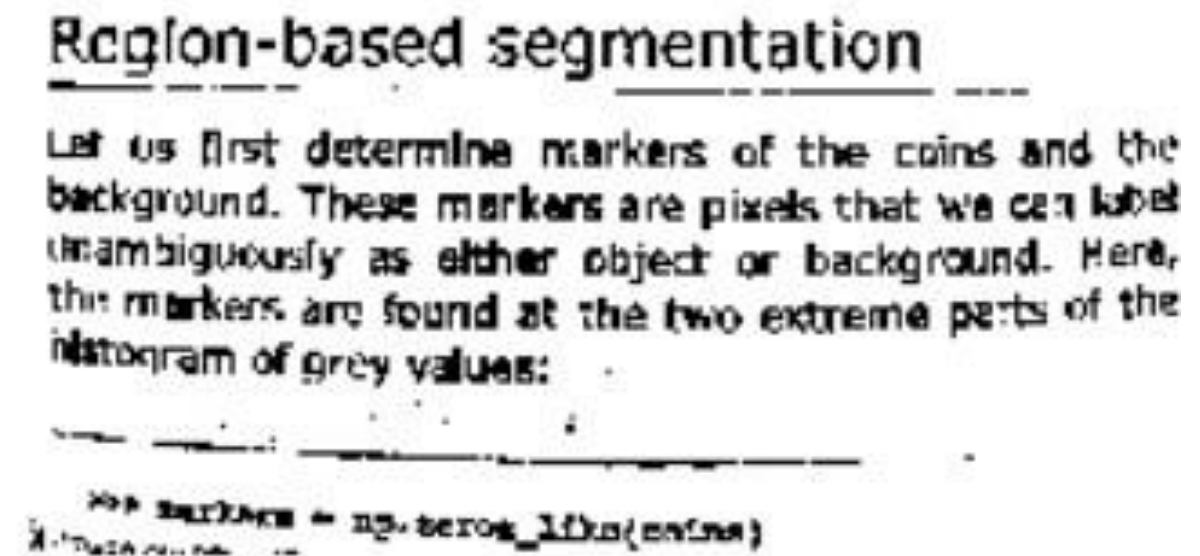 Region-based segmentation
Let us first determine markers of the coins and the
background. These markers are pixels that we can label
unambiguously as either object or background. Here,
the markers are found at the two extreme parts of the
histogram of grey values:
>>> markers = np.zeros_like(coins)